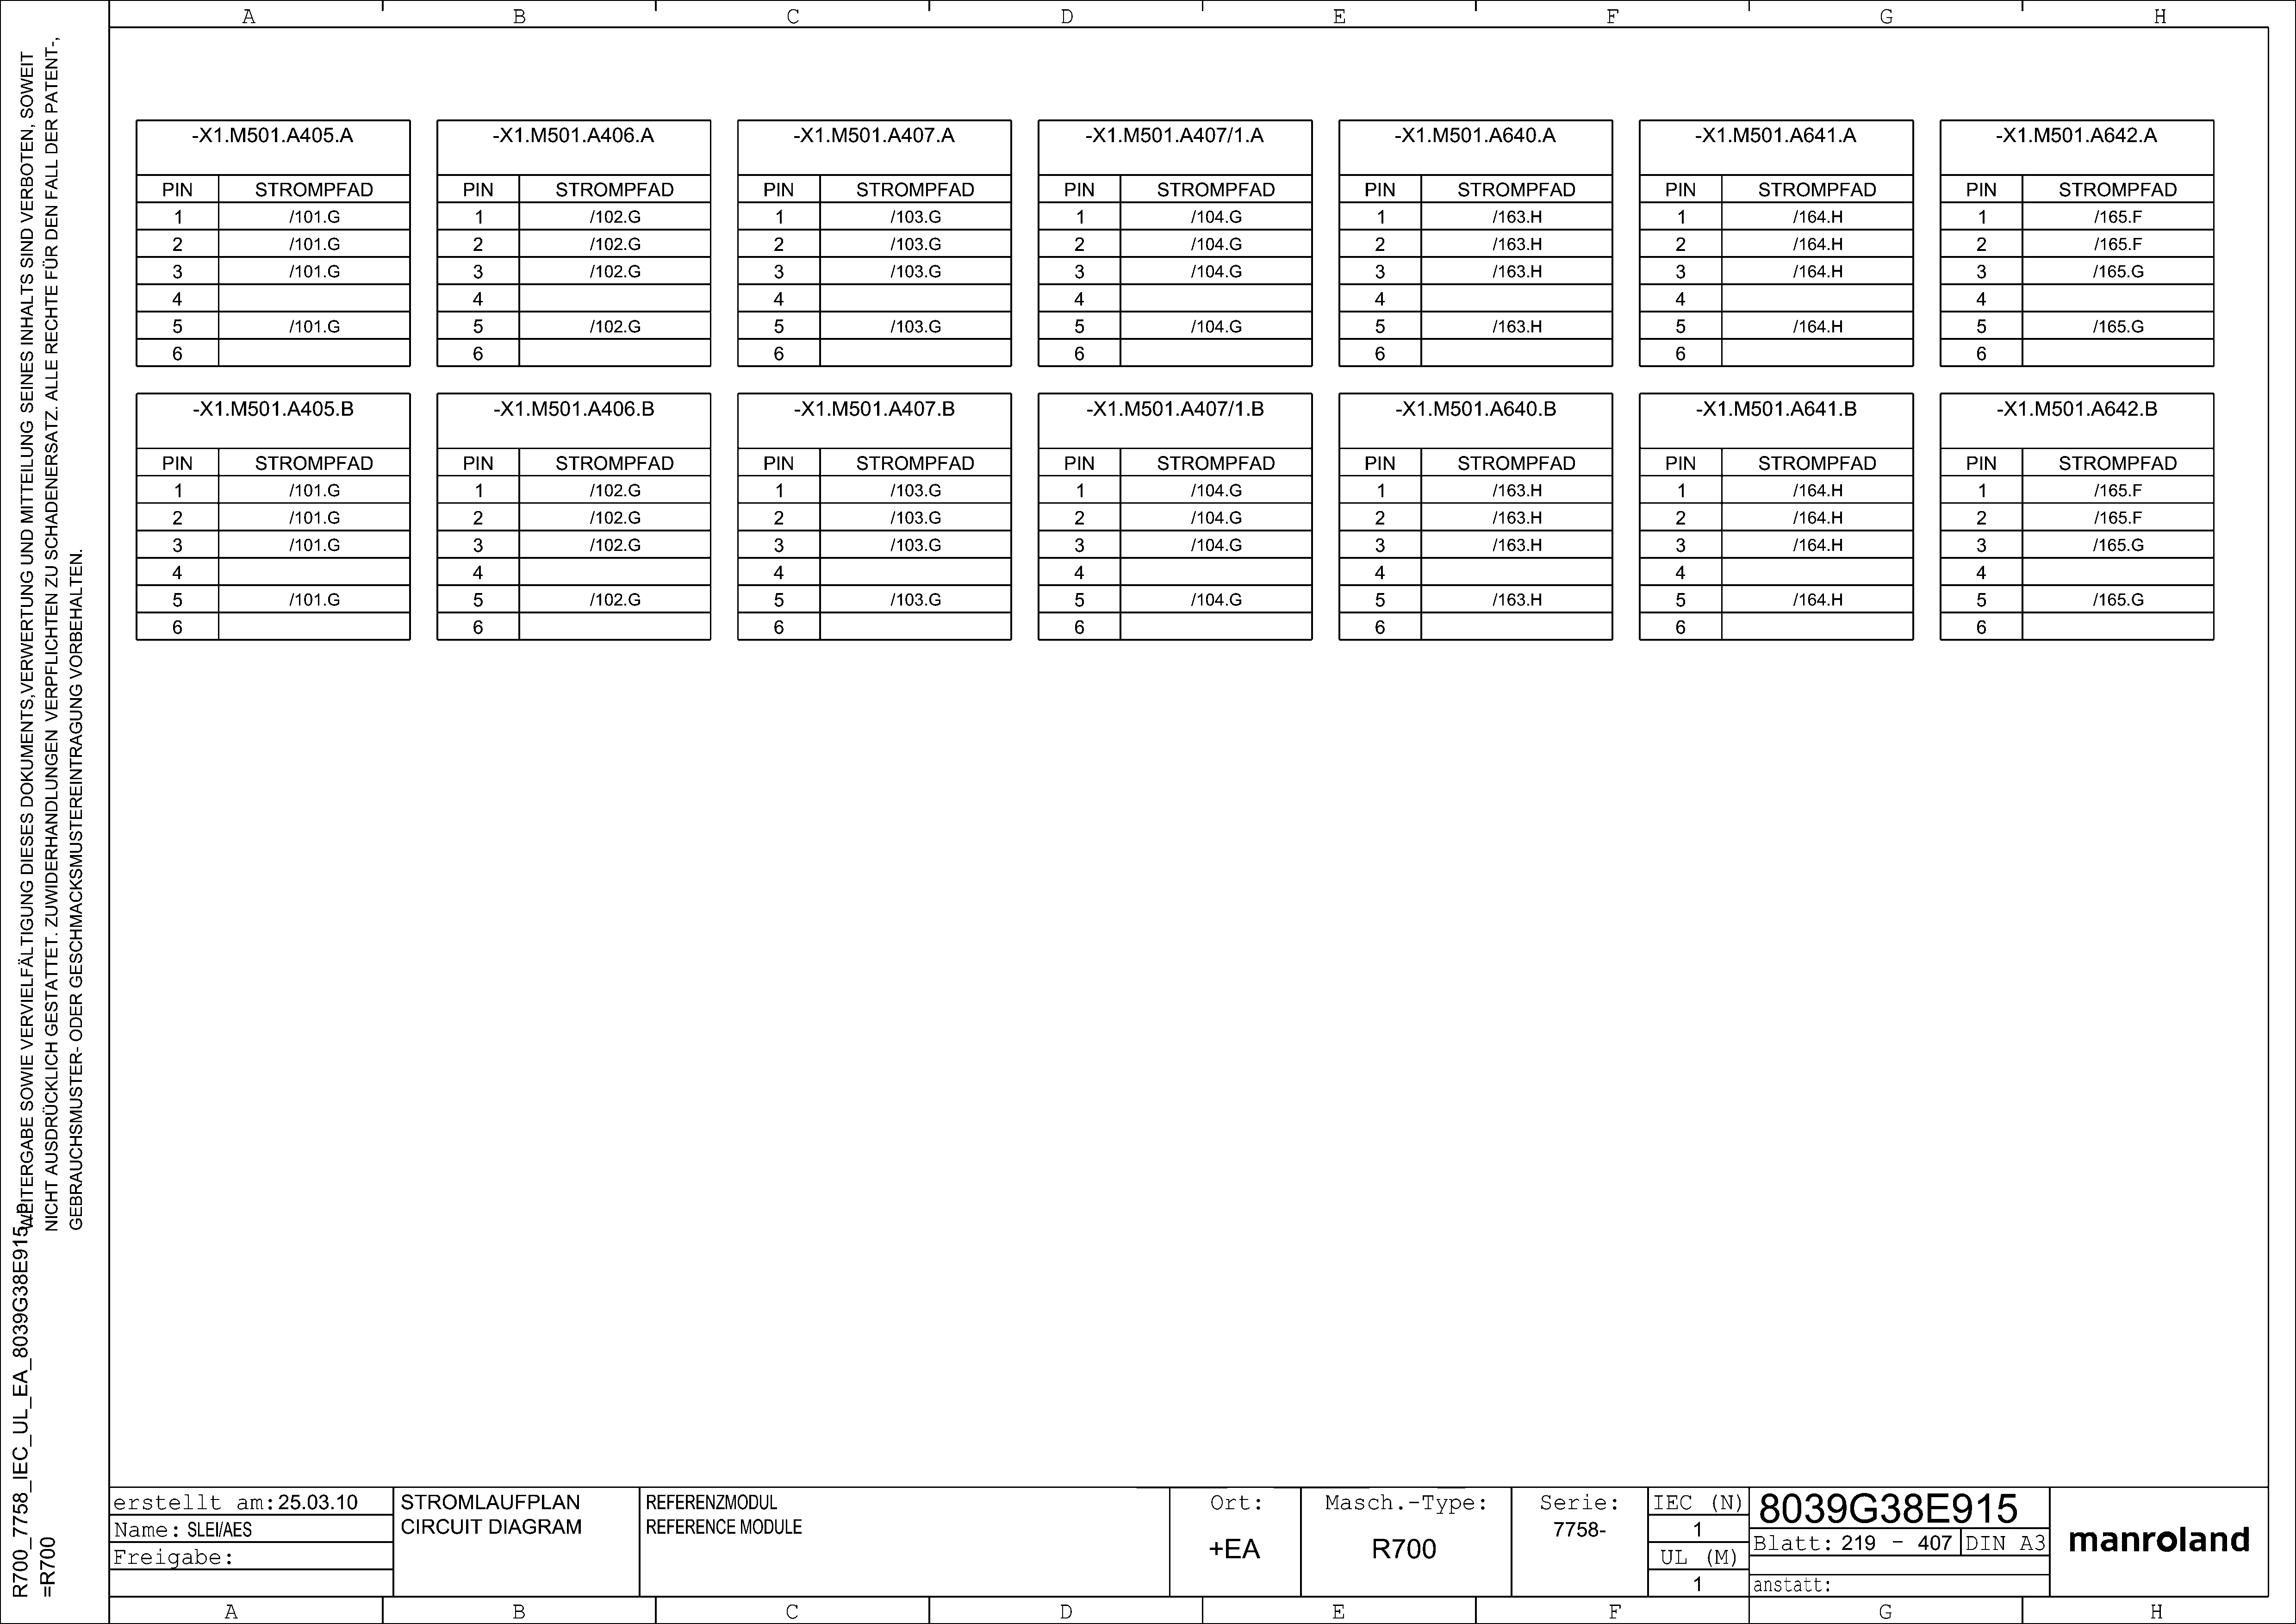 A B C D E F G H
-X1.M501.A405.A -X1.M501.A406.A -X1.M501.A407.A -X1.M501.A407/1.A -X1.M501.A640.A -X1.M501.A641.A -X1.M501.A642.A
PIN STROMPFAD PIN STROMPFAD PIN STROMPFAD PIN STROMPFAD PIN STROMPFAD PIN STROMPFAD PIN STROMPFAD
1 /101.G 1 /102.G 1 /103.G 1 /104.G 1 /163.H 1 /164.H 1 /165.F
2 /101.G 2 /102.G 2 /103.G 2 /104.G 2 /163.H 2 /164.H 2 /165.F
3 /101.G 3 /102.G 3 /103.G 3 /104.G 3 /163.H 3 /164.H 3 /165.G
4 4 4 4 4 4 4
5 /101.G 5 /102.G 5 /103.G 5 /104.G 5 /163.H 5 /164.H 5 /165.G
6 6 6 6 6 6 6
-X1.M501.A405.B -X1.M501.A406.B -X1.M501.A407.B -X1.M501.A407/1.B -X1.M501.A640.B -X1.M501.A641.B -X1.M501.A642.B
PIN STROMPFAD PIN STROMPFAD PIN STROMPFAD PIN STROMPFAD PIN STROMPFAD PIN STROMPFAD PIN STROMPFAD
1 /101.G 1 /102.G 1 /103.G 1 /104.G 1 /163.H 1 /164.H 1 /165.F
2 /101.G 2 /102.G 2 /103.G 2 /104.G 2 /163.H 2 /164.H 2 /165.F
3 /101.G 3 /102.G 3 /103.G 3 /104.G 3 /163.H 3 /164.H 3 /165.G
4 4 4 4 4 4 4
5 /101.G 5 /102.G 5 /103.G 5 /104.G 5 /163.H 5 /164.H 5 /165.G
6 6 6 6 6 6 6
WEITERGABE SOWIE VERVIELFÄLTIGUNG DIESES DOKUMENTS,VERWERTUNG UND MITTEILUNG SEINES INHALTS SIND VERBOTEN, SOWEIT
NICHT AUSDRÜCKLICH GESTATTET. ZUWIDERHANDLUNGEN VERPFLICHTEN ZU SCHADENERSATZ. ALLE RECHTE FÜR DEN FALL DER PATENT-,
GEBRAUCHSMUSTER- ODER GESCHMACKSMUSTEREINTRAGUNG VORBEHALTEN.
=R700
erstellt am: 25.03.10
Name: SLEI/AES
Freigabe:
STROMLAUFPLAN
CIRCUIT DIAGRAM
REFERENZMODUL
REFERENCE MODULE
Ort:
+EA
Masch.-Type:
R700
Serie:
7758-
IEC (N)
1
UL (M)
1
8039G38E915
Blatt: 219 - 407 DIN A3
anstatt:
manroland
A B C D E F G H